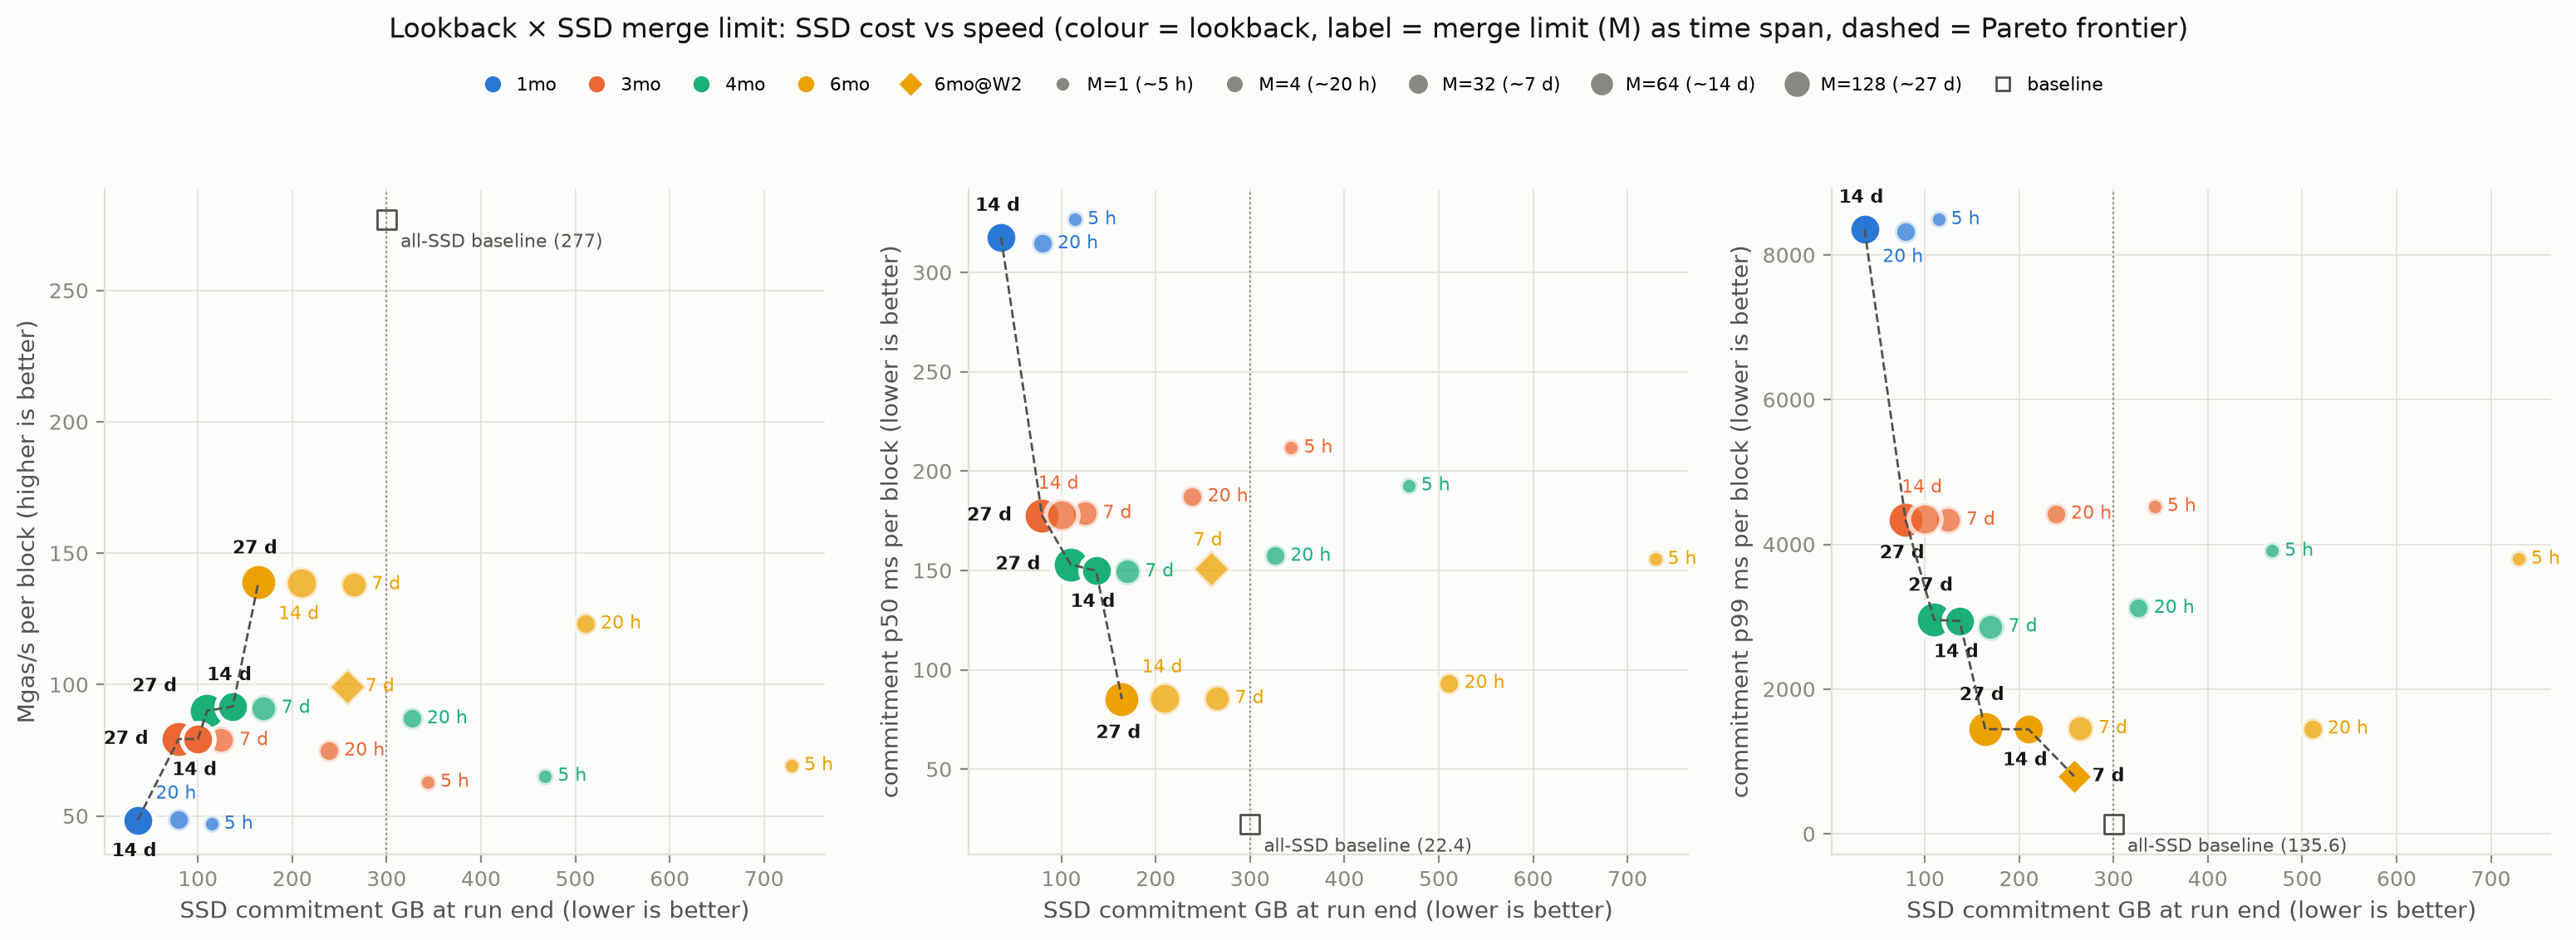 Lookback × SSD merge limit: SSD cost vs speed (colour = lookback, label = merge limit (M) as time span, dashed = Pareto frontier)
1mo 3mo 4mo 6mo 6mo@W2 M=1 (~5 h) M=4 (~20 h) M=32 (~7 d) M=64 (~14 d) M=128 (~27 d) baseline
Mgas/s per block (higher is better)
250
200
150
100
50
all-SSD baseline (277)
27 d
7 d
14 d
20 h
14 d
27 d
7 d
7 d
20 h
27 d
7 d
20 h
14 d
5 h
5 h
5 h
20 h
5 h
14 d
100 200 300 400 500 600 700
SSD commitment GB at run end (lower is better)
commitment p50 ms per block (lower is better)
300
250
200
150
100
50
14 d
5 h
20 h
5 h
14 d
5 h
20 h
27 d
7 d
7 d
20 h
5 h
27 d
7 d
14 d
14 d
20 h
7 d
27 d
all-SSD baseline (22.4)
100 200 300 400 500 600 700
SSD commitment GB at run end (lower is better)
commitment p99 ms per block (lower is better)
8000
6000
4000
2000
0
14 d
5 h
20 h
14 d
5 h
20 h
7 d
27 d
5 h
5 h
27 d
20 h
7 d
14 d
27 d
7 d
20 h
14 d
7 d
all-SSD baseline (135.6)
100 200 300 400 500 600 700
SSD commitment GB at run end (lower is better)